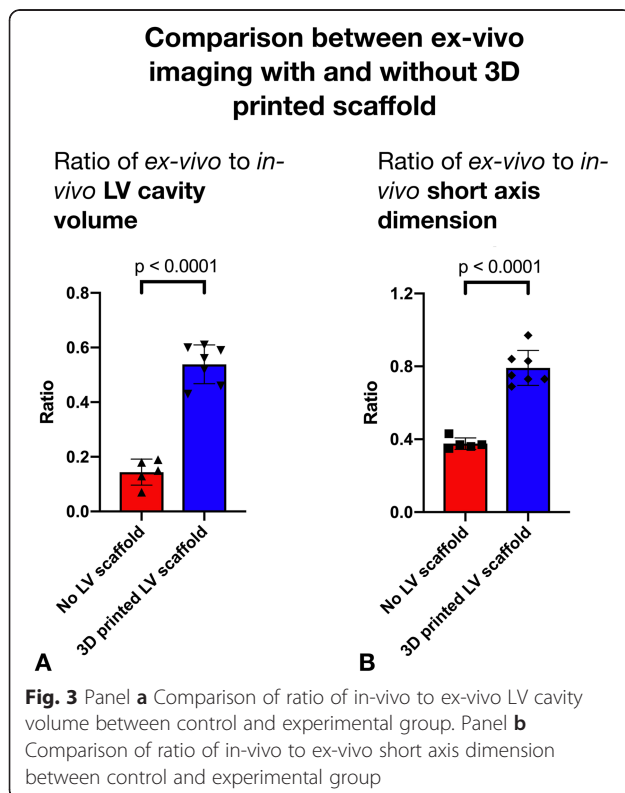 Comparison between ex-vivo
imaging with and without 3D
printed scaffold
Ratio of ex-vivo to in-
vivo LV cavity
volume
p < 0.0001
0.8
0.6
0.4
0.2
0.0
Ratio
No LV scaffold
3D printed LV scaffold
A
Ratio of ex-vivo to in-
vivo short axis
dimension
p < 0.0001
1.2
0.8
0.4
0.0
Ratio
No LV scaffold
3D printed LV scaffold
B
Fig. 3 Panel a Comparison of ratio of in-vivo to ex-vivo LV cavity
volume between control and experimental group. Panel b
Comparison of ratio of in-vivo to ex-vivo short axis dimension
between control and experimental group